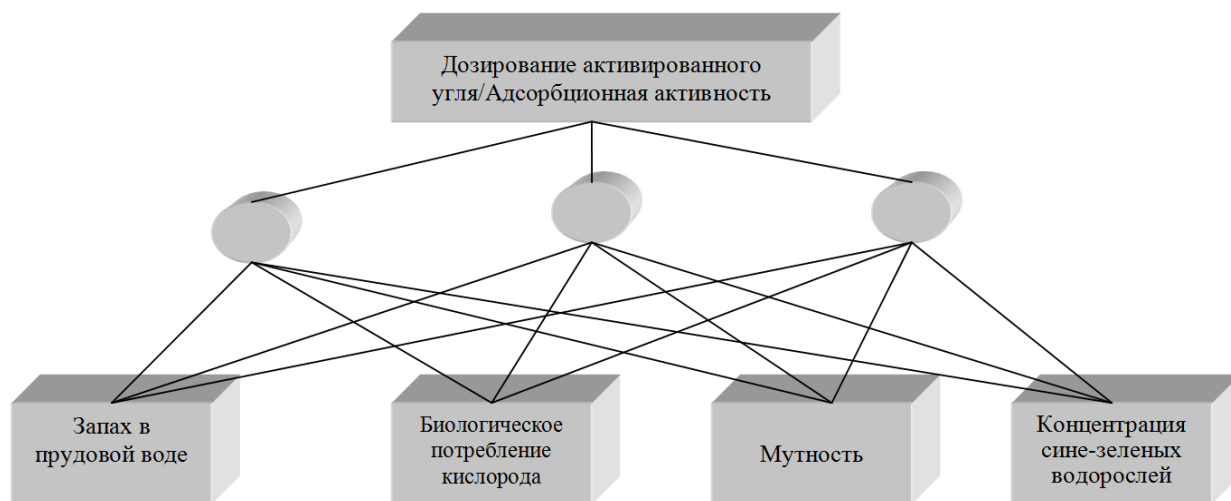 Дозирование активированного
угля/Адсорбционная активность
Запах в
прудовой воде
Биологическое
потребление
кислорода
Мутность
Концентрация
сине-зеленых
водорослей